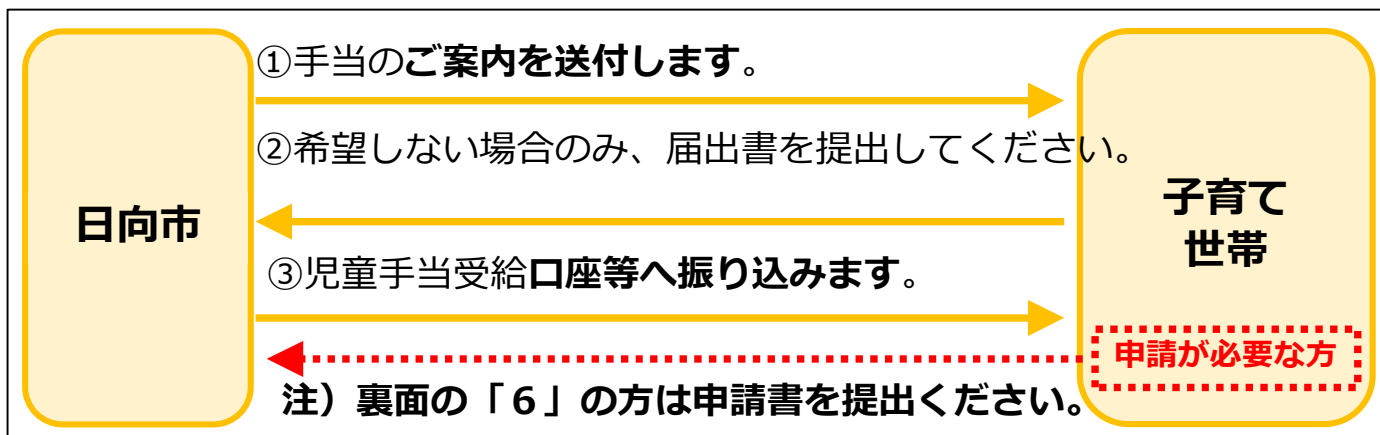 ①手当のご案内を送付します。
②希望しない場合のみ、届出書を提出してください。
日向市
子育て
世帯
③児童手当受給口座等へ振り込みます。
申請が必要な方
注）裏面の「６」の方は申請書を提出ください。